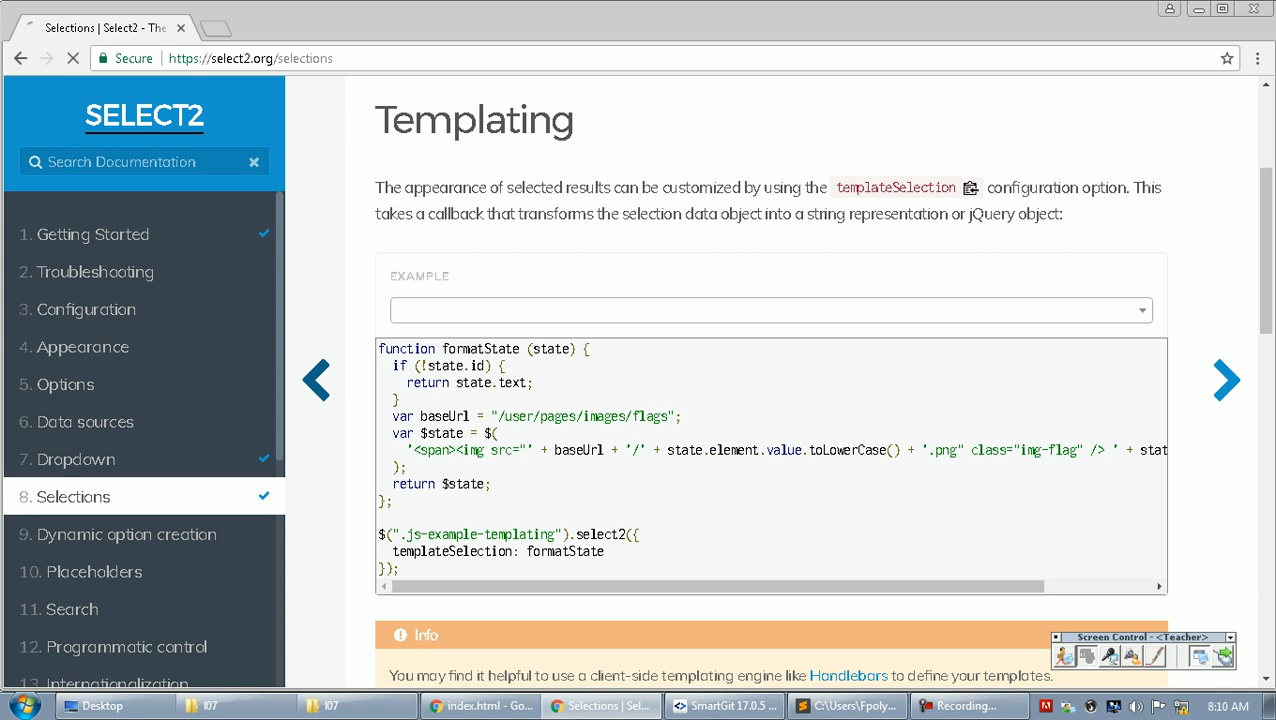 Selections | Select2 - The
Secure
https://select2.org/selections
SELECT2
Search Documentation
1. Getting Started
2. Troubleshooting
3. Configuration
4. Appearance
5. Options
6. Data sources
7. Dropdown
8. Selections
9. Dynamic option creation
10. Placeholders
11. Search
12. Programmatic control
13. Internationalization
Templating
The appearance of selected results can be customized by using the templateSelection configuration option. This
takes a callback that transforms the selection data object into a string representation or jQuery object:
EXAMPLE
function formatState (state) {
if (!state.id) {
return state.text;
}
var baseUrl = "/user/pages/images/flags";
var $state = $(
'<span><img src="' + baseUrl + '/' + state.element.value.toLowerCase() + '.png" class="img-flag" /> ' + stat
);
return $state;
};
$(".js-example-templating").select2({
templateSelection: formatState
});
Info
You may find it helpful to use a client-side templating engine like Handlebars to define your templates.
Screen Control - <Teacher>
Desktop
l07
l07
index.html - Go...
Selections | Sel...
SmartGit 17.0.5 ...
C:\Users\Fpoly...
Recording...
8:10 AM